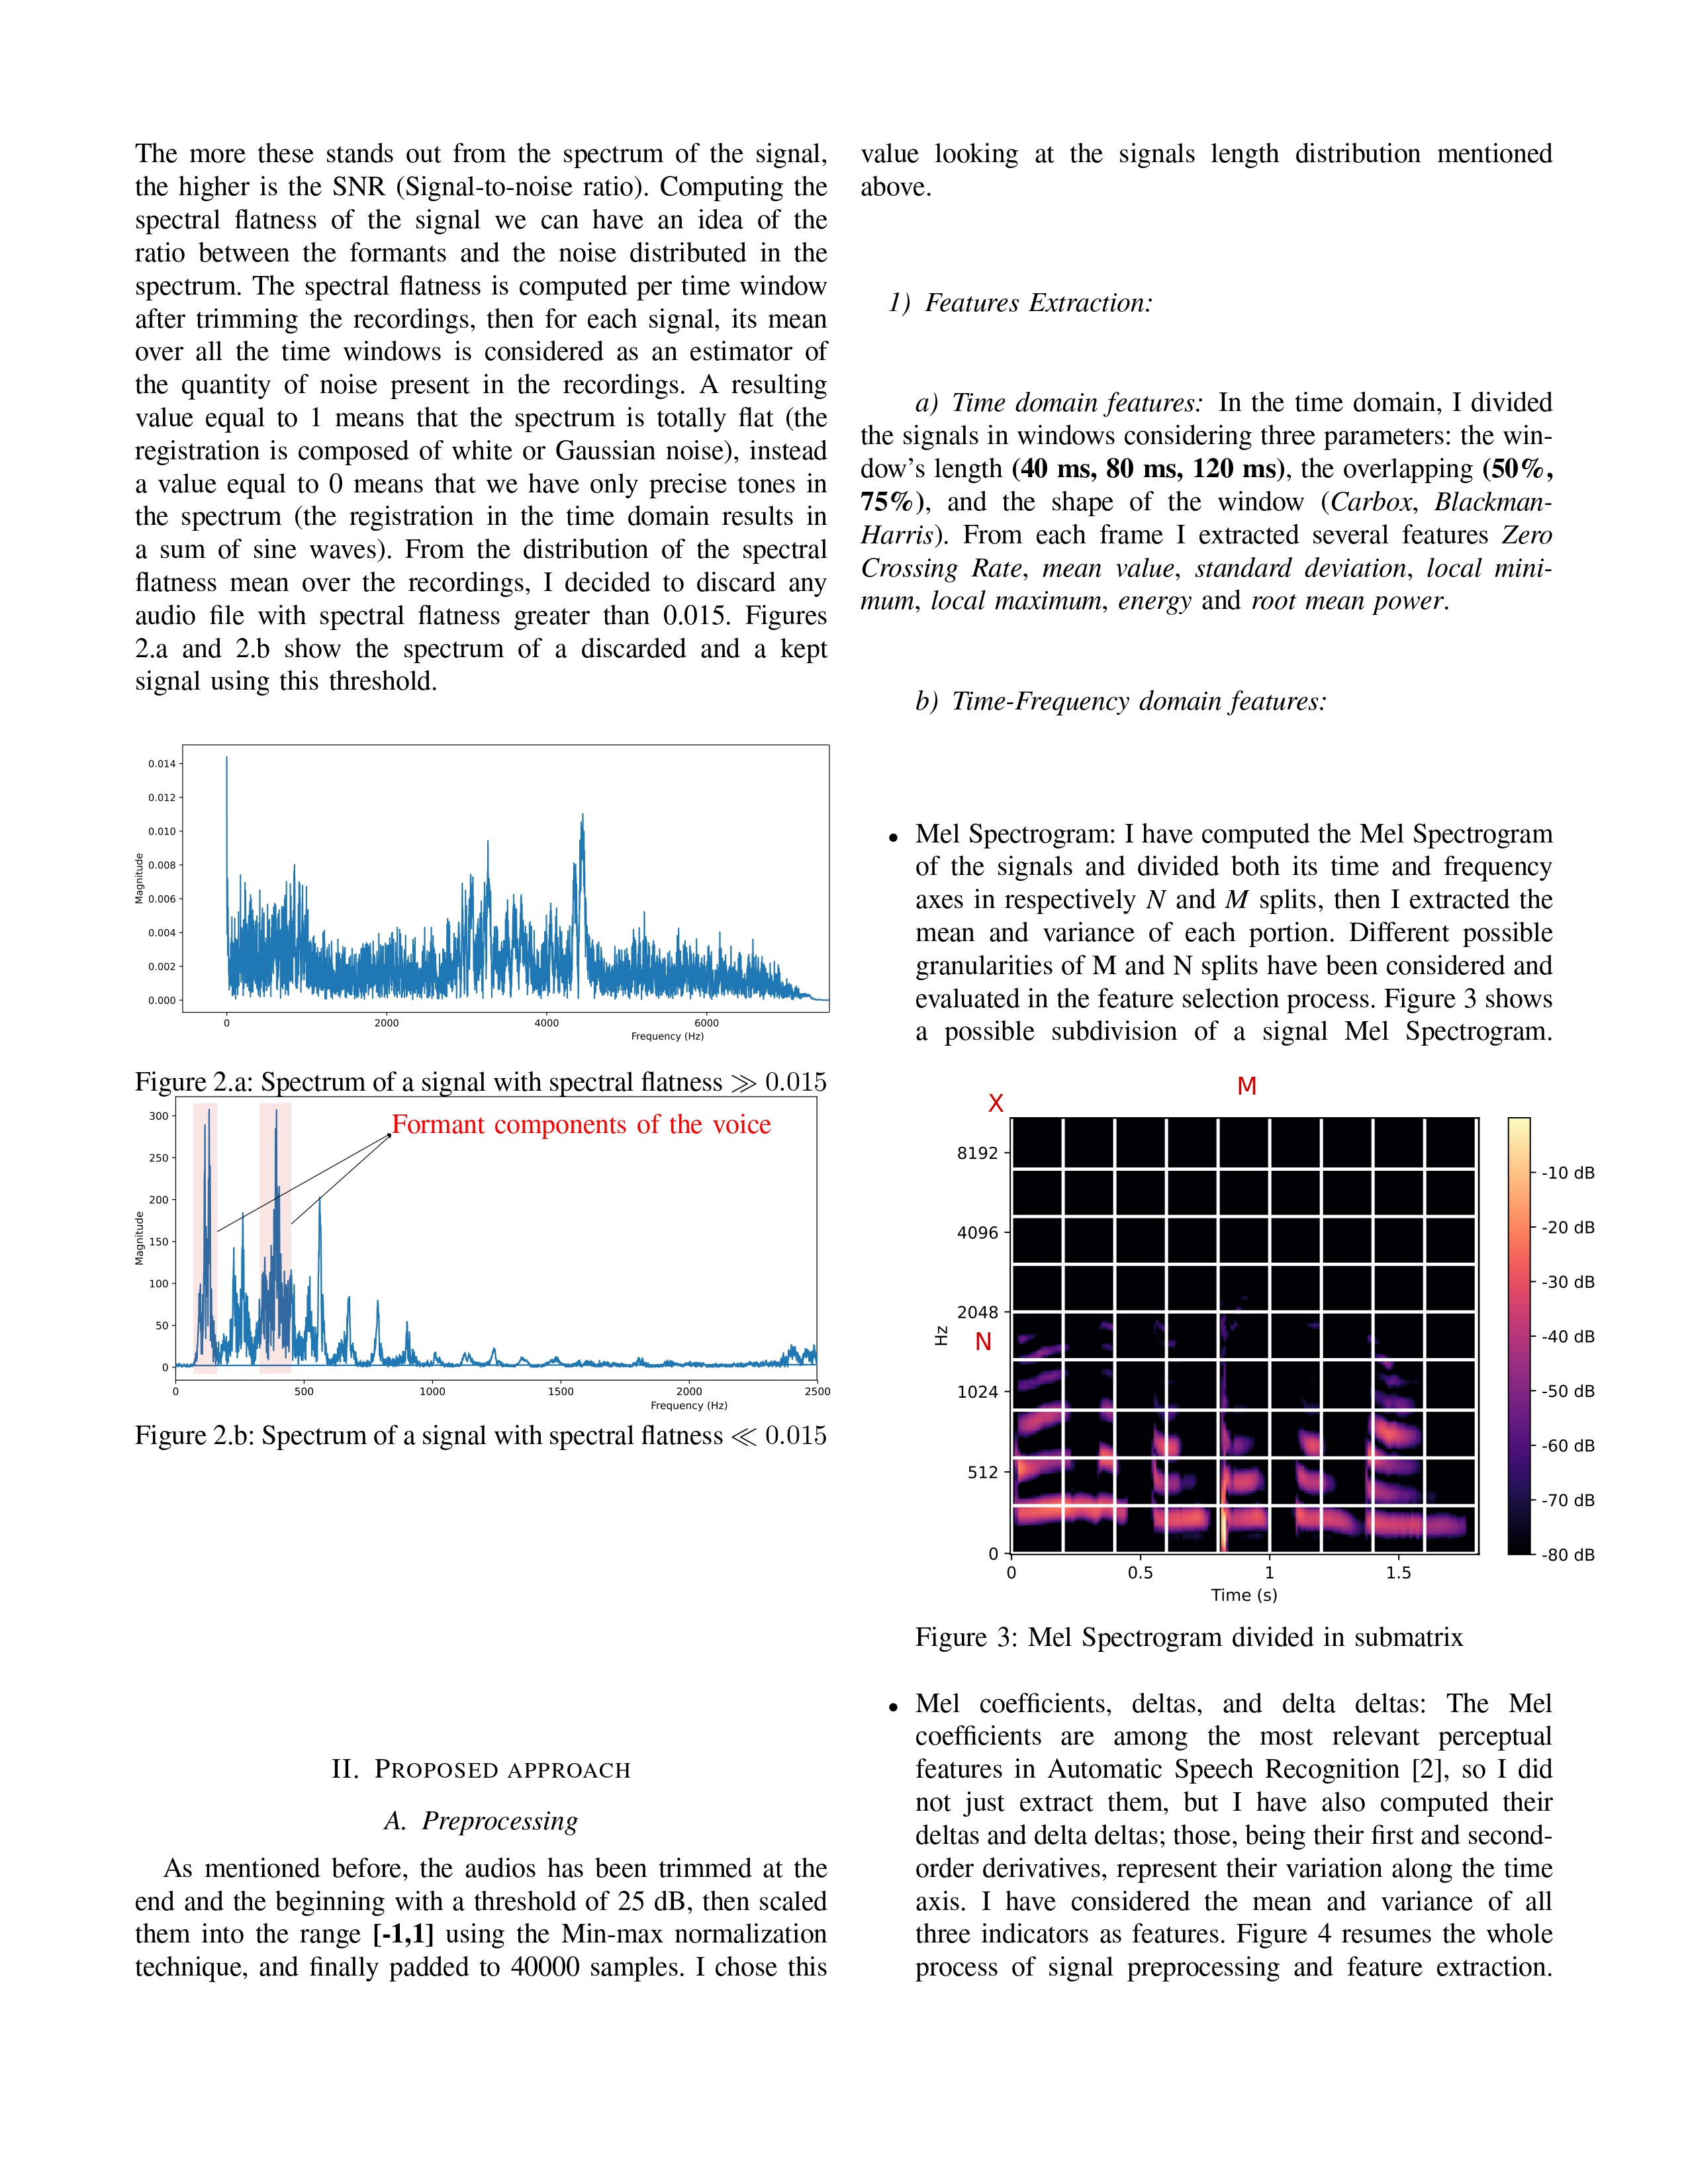 The more these stands out from the spectrum of the signal,
the higher is the SNR (Signal-to-noise ratio). Computing the
spectral flatness of the signal we can have an idea of the
ratio between the formants and the noise distributed in the
spectrum. The spectral flatness is computed per time window
after trimming the recordings, then for each signal, its mean
over all the time windows is considered as an estimator of
the quantity of noise present in the recordings. A resulting
value equal to 1 means that the spectrum is totally flat (the
registration is composed of white or Gaussian noise), instead
a value equal to 0 means that we have only precise tones in
the spectrum (the registration in the time domain results in
a sum of sine waves). From the distribution of the spectral
flatness mean over the recordings, I decided to discard any
audio file with spectral flatness greater than 0.015. Figures
2.a and 2.b show the spectrum of a discarded and a kept
signal using this threshold.
0.014
0.012
0.010
0.008
0.006
0.004
0.002
0.000
Magnitude
0 2000 4000 6000
Frequency (Hz)
Figure 2.a: Spectrum of a signal with spectral flatness ≫ 0.015
Formant components of the voice
300
250
200
150
100
50
0
Magnitude
0 500 1000 1500 2000 2500
Frequency (Hz)
Figure 2.b: Spectrum of a signal with spectral flatness ≪ 0.015
II. PROPOSED APPROACH
A. Preprocessing
As mentioned before, the audios has been trimmed at the
end and the beginning with a threshold of 25 dB, then scaled
them into the range [-1,1] using the Min-max normalization
technique, and finally padded to 40000 samples. I chose this
value looking at the signals length distribution mentioned
above.
1) Features Extraction:
a) Time domain features: In the time domain, I divided
the signals in windows considering three parameters: the win-
dow's length (40 ms, 80 ms, 120 ms), the overlapping (50%,
75%), and the shape of the window (Carbox, Blackman-
Harris). From each frame I extracted several features Zero
Crossing Rate, mean value, standard deviation, local mini-
mum, local maximum, energy and root mean power.
b) Time-Frequency domain features:
• Mel Spectrogram: I have computed the Mel Spectrogram
of the signals and divided both its time and frequency
axes in respectively N and M splits, then I extracted the
mean and variance of each portion. Different possible
granularities of M and N splits have been considered and
evaluated in the feature selection process. Figure 3 shows
a possible subdivision of a signal Mel Spectrogram.
X M
8192
4096
2048
1024
512
0
Hz
N
0 0.5 1 1.5
Time (s)
-10 dB
-20 dB
-30 dB
-40 dB
-50 dB
-60 dB
-70 dB
-80 dB
Figure 3: Mel Spectrogram divided in submatrix
• Mel coefficients, deltas, and delta deltas: The Mel
coefficients are among the most relevant perceptual
features in Automatic Speech Recognition [2], so I did
not just extract them, but I have also computed their
deltas and delta deltas; those, being their first and second-
order derivatives, represent their variation along the time
axis. I have considered the mean and variance of all
three indicators as features. Figure 4 resumes the whole
process of signal preprocessing and feature extraction.